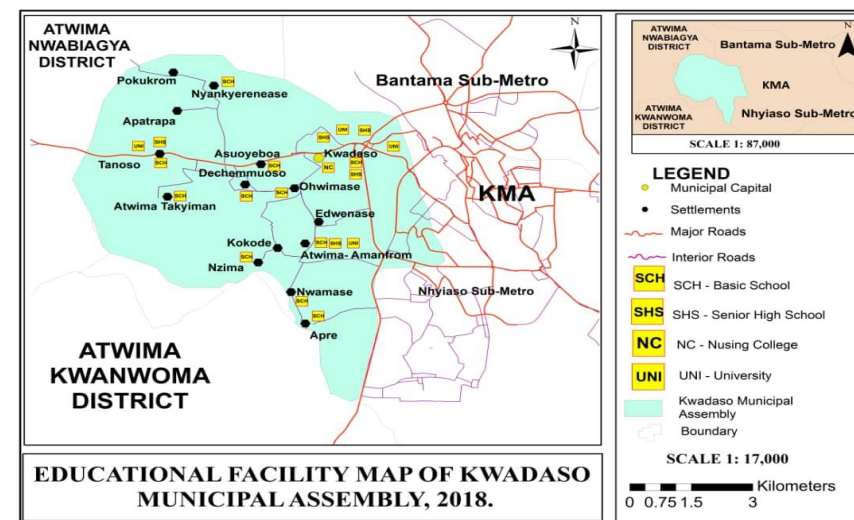 ATWIMA
NWABIAGYA
DISTRICT
N
Bantama Sub-Metro
Pokukrom
SCH
Nyankyerenease
Apatrapa
UNI
SHS
SHS
UNI
SHS
UNI
Tanoso
SCH
Asuoyeboa
SCH
Kwadaso
NC
SCH
SHS
Dechemmuoso
SCH
SCH
Ohwimase
KMA
Atwima Takyiman
SCH
Edwenase
Kokode
SCH
SHS
UNI
Atwima- Amanfrom
SCH
Nzima
Nwamase
SCH
SCH
Apre
Nhyiaso Sub-Metro
ATWIMA
KWANWOMA
DISTRICT
EDUCATIONAL FACILITY MAP OF KWADASO
MUNICIPAL ASSEMBLY, 2018.
ATWIMA
NWABIAGYA
DISTRICT
N
Bantama Sub-Metro
KMA
ATWIMA
KWANWOMA
DISTRICT
Nhyiaso Sub-Metro
SCALE 1: 87,000
LEGEND
Municipal Capital
Settlements
Major Roads
Interior Roads
SCH SCH - Basic School
SHS SHS - Senior High School
NC NC - Nusing College
UNI UNI - University
Kwadaso Municipal
Assembly
Boundary
SCALE 1: 17,000
Kilometers
0 0.75 1.5 3